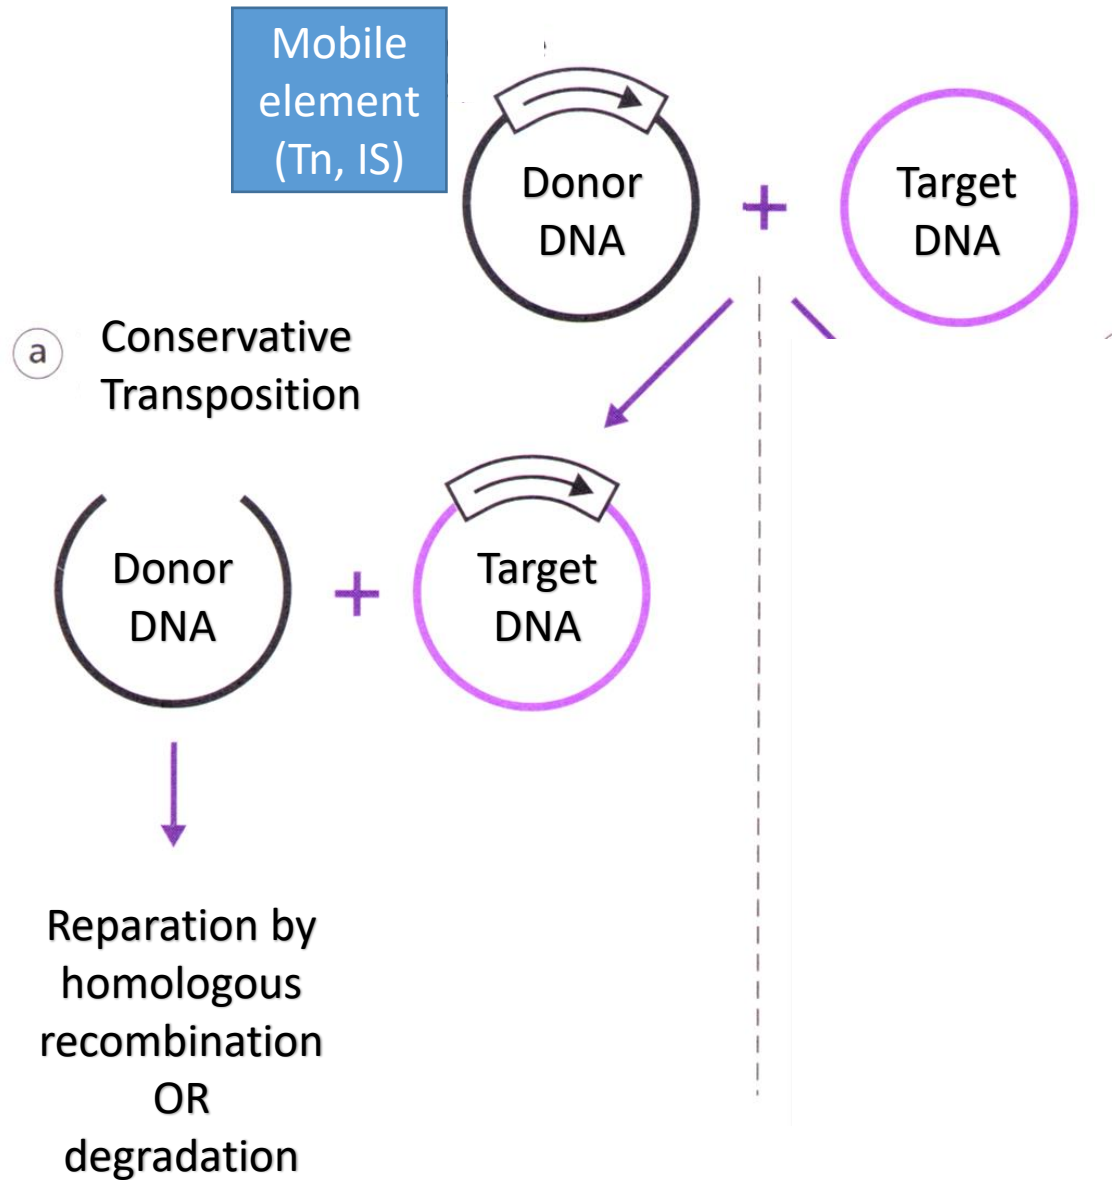 Mobile
element
(Tn, IS)
Donor
DNA
+
Target
DNA
a
Conservative
Transposition
Donor
DNA
+
Target
DNA
Reparation by
homologous
recombination
OR
degradation